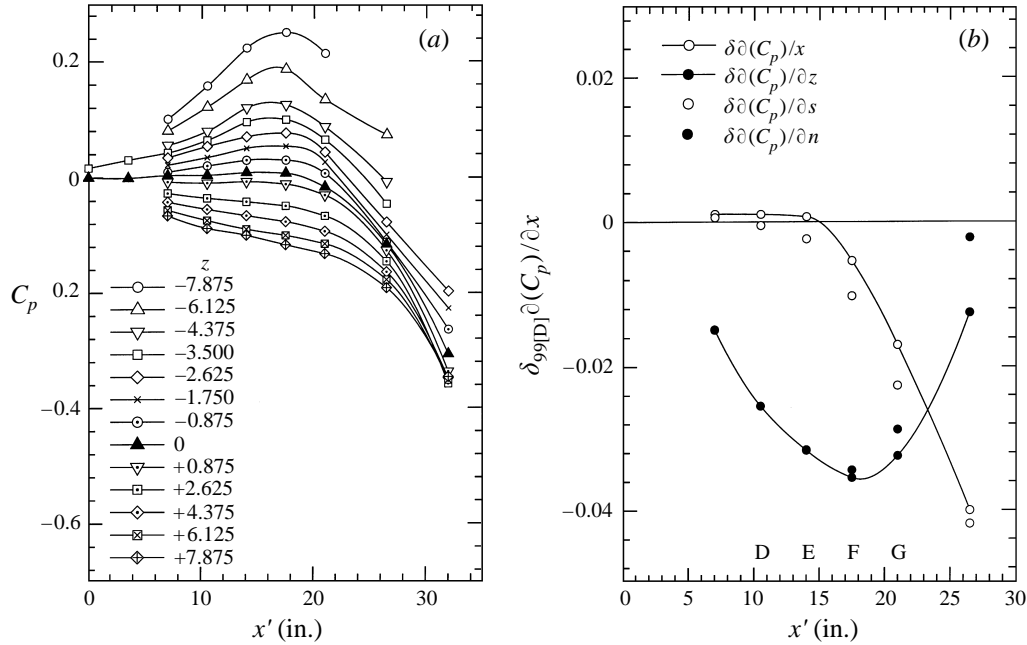 (a)
0.2
0
0.2
−0.4
−0.6
C_p
z
−7.875
−6.125
−4.375
−3.500
−2.625
−1.750
−0.875
0
+0.875
+2.625
+4.375
+6.125
+7.875
0 10 20 30
x′ (in.)
(b)
δ∂(C_p)/x
δ∂(C_p)/∂z
δ∂(C_p)/∂s
δ∂(C_p)/∂n
0.02
0
−0.02
−0.04
δ_99[D] ∂(C_p)/∂x
D E F G
0 5 10 15 20 25 30
x′ (in.)